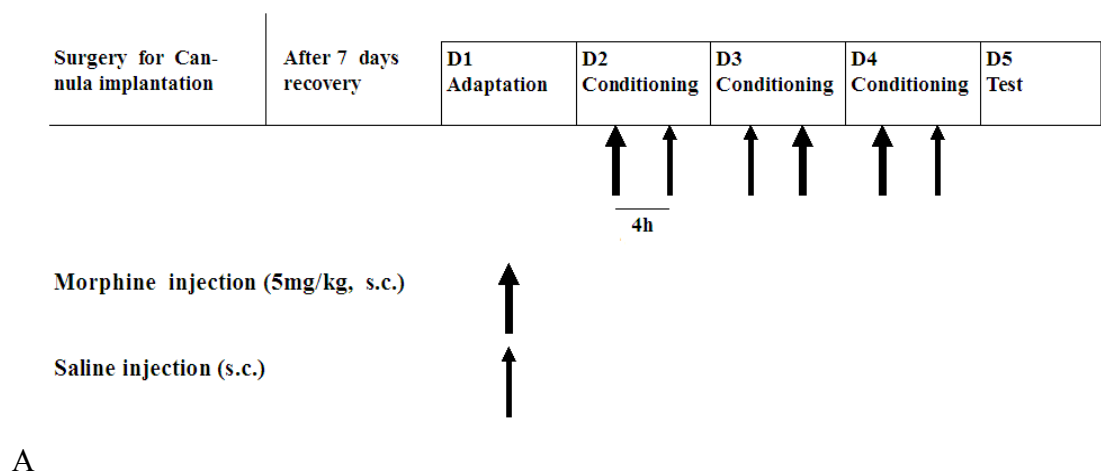 Surgery for Can-
nula implantation
After 7 days
recovery
D1
Adaptation
D2
Conditioning
D3
Conditioning
D4
Conditioning
D5
Test
4h
Morphine injection (5mg/kg, s.c.)
Saline injection (s.c.)
A